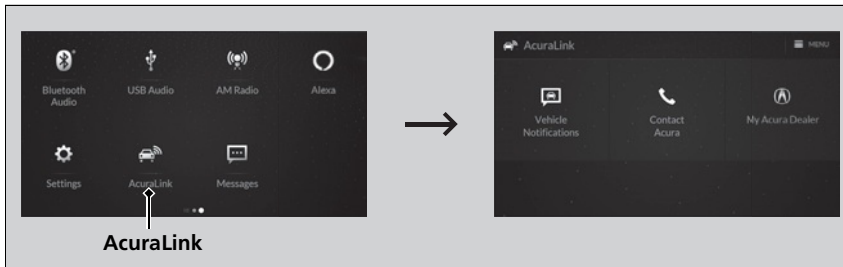 Bluetooth
Audio
USB Audio
AM Radio
Alexa
Settings
AcuraLink
Messages
AcuraLink
AcuraLink
MENU
Vehicle
Notifications
Contact
Acura
My Acura Dealer